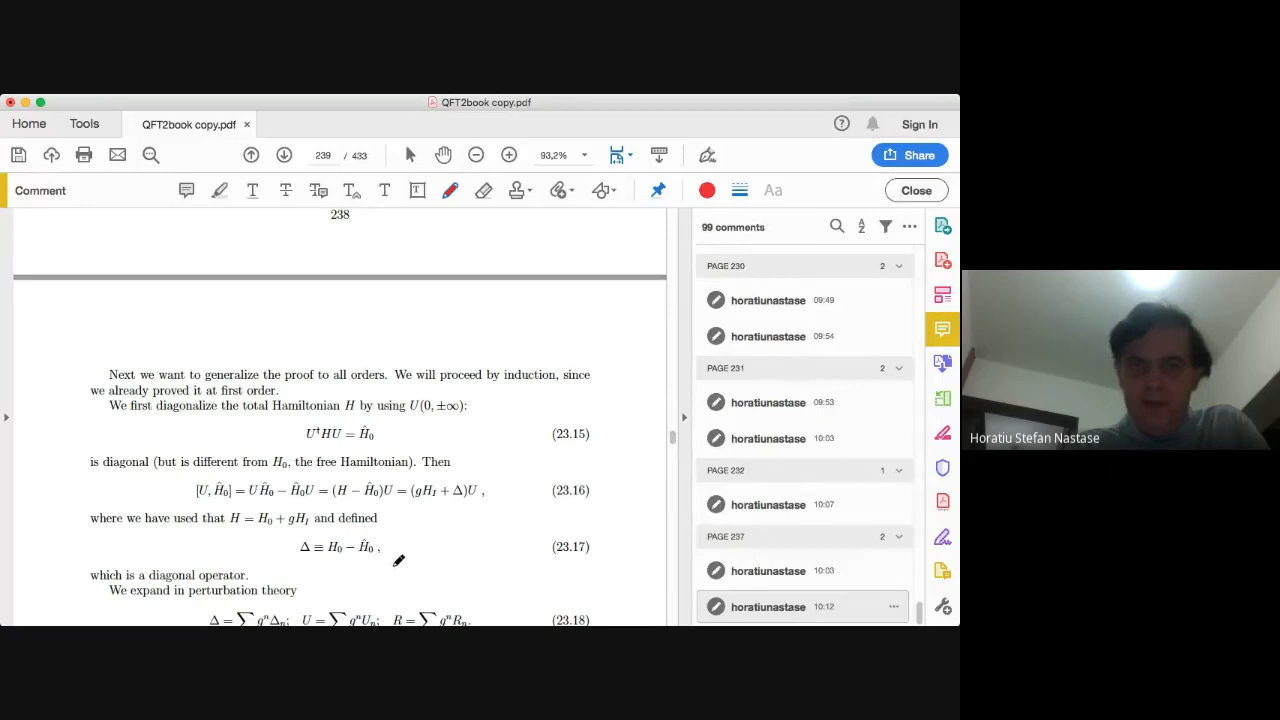 QFT2book copy.pdf
Home Tools QFT2book copy.pdf × Sign In
239 / 433 93,2% Share
Comment Aa Close
238
Next we want to generalize the proof to all orders. We will proceed by induction, since
we already proved it at first order.
We first diagonalize the total Hamiltonian H by using U(0, ±∞):
U†HU = Ĥ₀ (23.15)
is diagonal (but is different from H₀, the free Hamiltonian). Then
[U, Ĥ₀] = UĤ₀ − Ĥ₀U = (H − Ĥ₀)U = (gH_I + Δ)U , (23.16)
where we have used that H = H₀ + gH_I and defined
Δ ≡ H₀ − Ĥ₀ , (23.17)
which is a diagonal operator.
We expand in perturbation theory
Δ = ∑ gⁿΔₙ; U = ∑ gⁿUₙ; R = ∑ gⁿRₙ. (23.18)
99 comments
PAGE 230 2
horatiunastase 09:49
horatiunastase 09:54
PAGE 231 2
horatiunastase 09:53
horatiunastase 10:03
PAGE 232 1
horatiunastase 10:07
PAGE 237 2
horatiunastase 10:03
horatiunastase 10:12
Horatiu Stefan Nastase